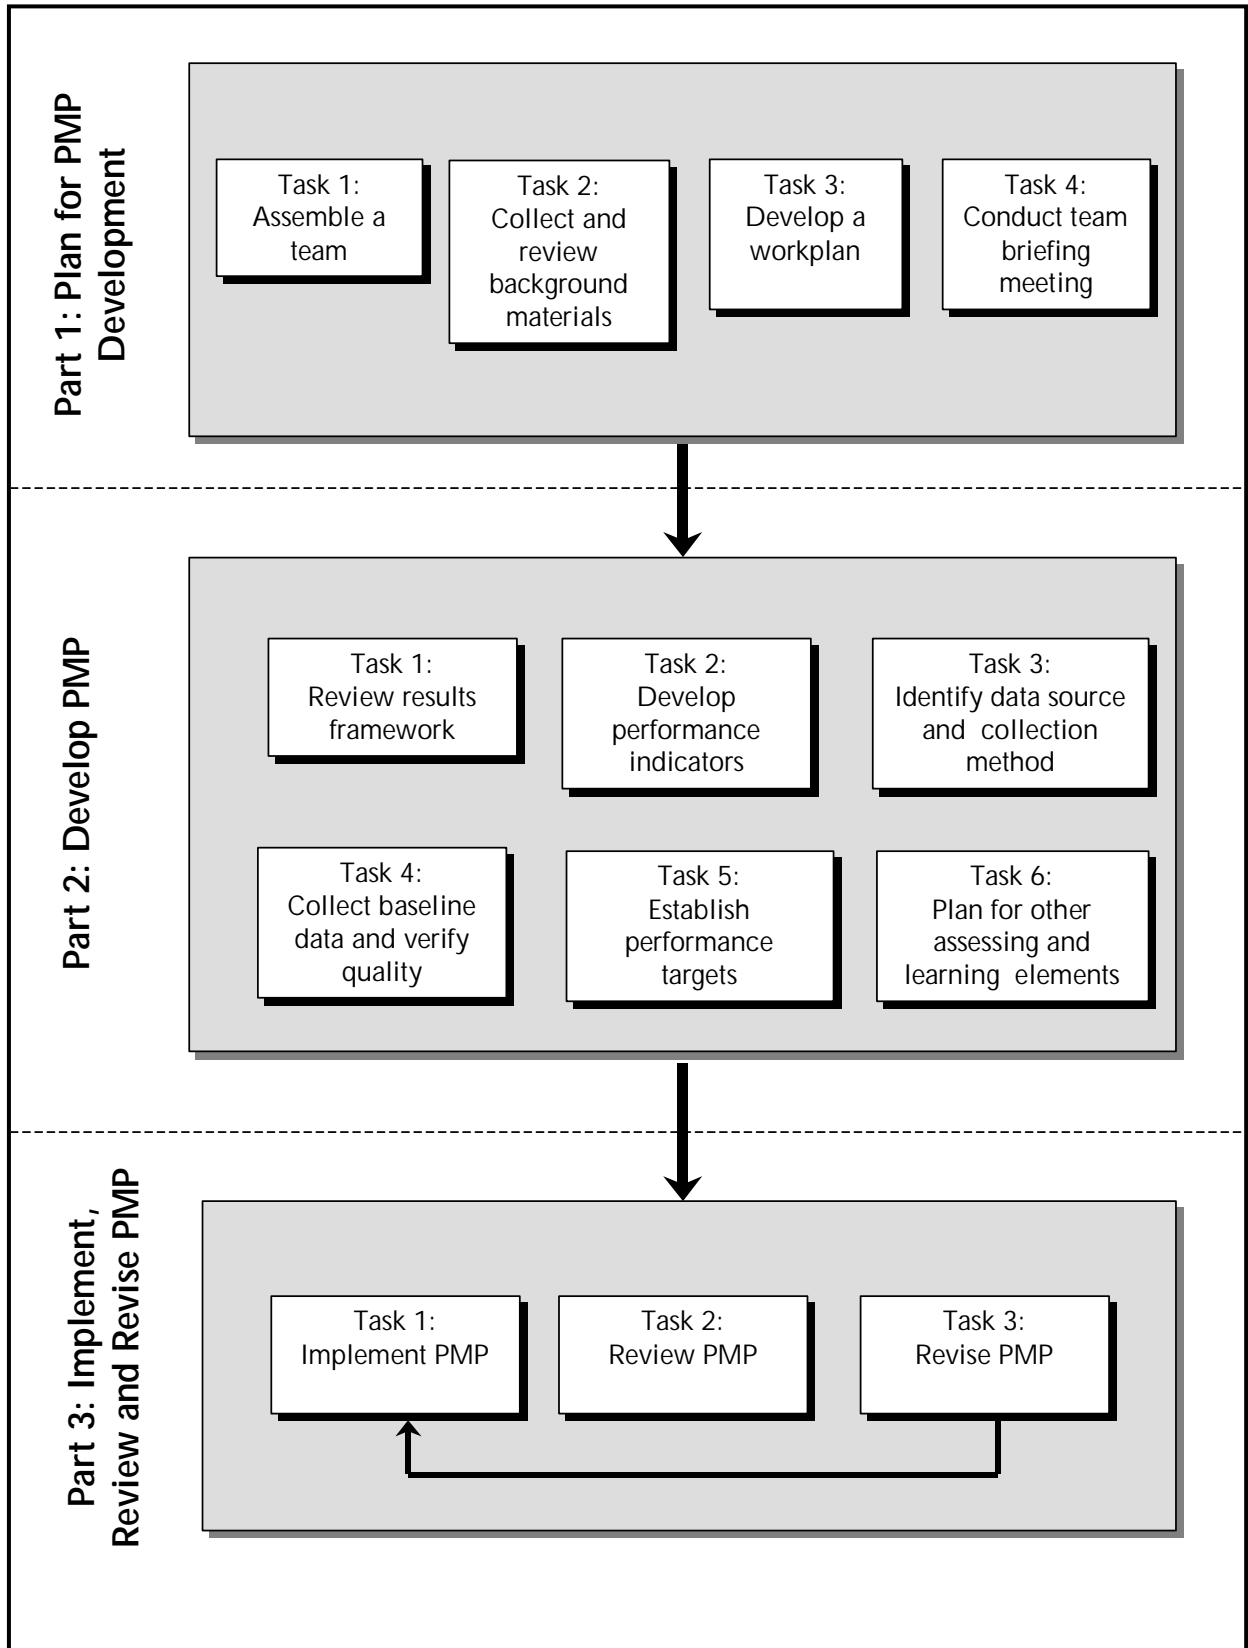 Part 1: Plan for PMP
Development
Task 1:
Assemble a
team
Task 2:
Collect and
review
background
materials
Task 3:
Develop a
workplan
Task 4:
Conduct team
briefing
meeting
Part 2: Develop PMP
Task 1:
Review results
framework
Task 2:
Develop
performance
indicators
Task 3:
Identify data source
and collection
method
Task 4:
Collect baseline
data and verify
quality
Task 5:
Establish
performance
targets
Task 6:
Plan for other
assessing and
learning elements
Part 3: Implement,
Review and Revise PMP
Task 1:
Implement PMP
Task 2:
Review PMP
Task 3:
Revise PMP